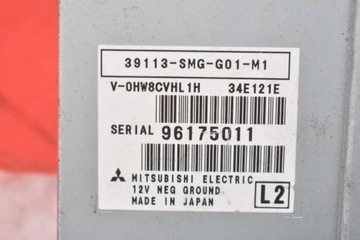 39113-SMG-G01-M1
V-0HW8CVHL1H 34E121E
SERIAL 96175011
MITSUBISHI ELECTRIC
12V NEG GROUND
MADE IN JAPAN
L2